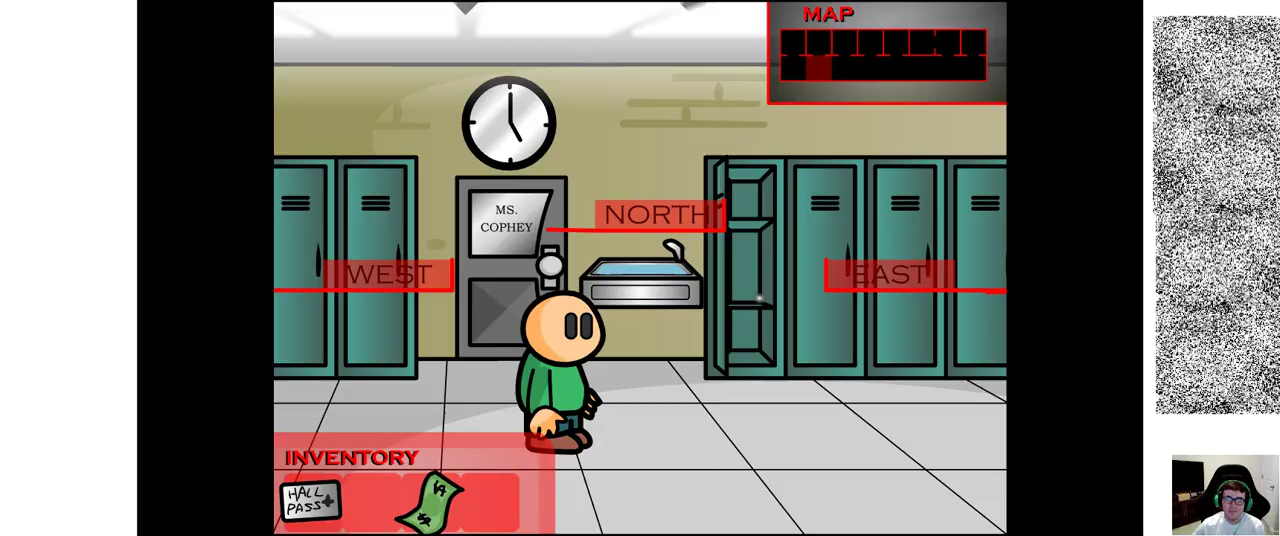 MAP
MS.
COPHEY
NORTH
WEST
EAST
INVENTORY
HALL
PASS